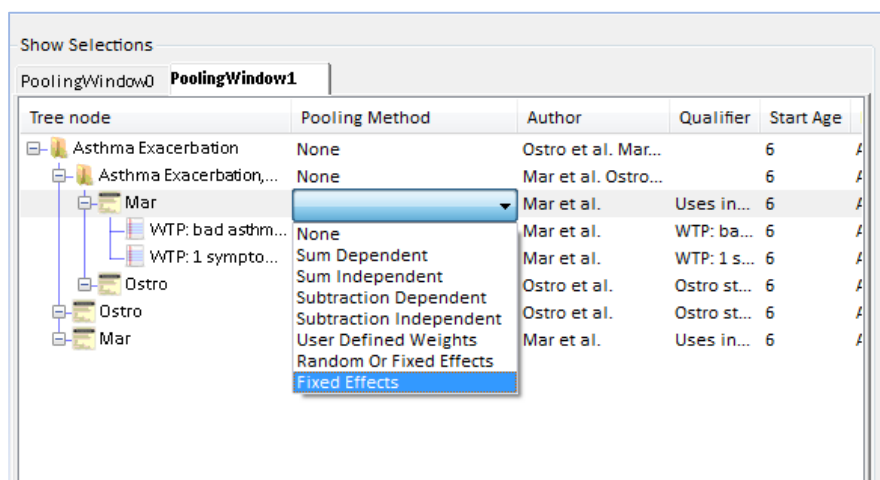 Show Selections
PoolingWindow0 PoolingWindow1
Tree node Pooling Method Author Qualifier Start Age
Asthma Exacerbation None Ostro et al. Mar... 6
Asthma Exacerbation,... None Mar et al. Ostro... 6
Mar Mar et al. Uses in... 6
WTP: bad asthm... None Mar et al. WTP: ba... 6
WTP: 1 sympto... Sum Dependent Mar et al. WTP: 1 s... 6
Sum Independent
Ostro Subtraction Dependent Ostro et al. Ostro st... 6
Ostro Subtraction Independent Ostro et al. Ostro st... 6
Mar User Defined Weights Mar et al. Uses in... 6
Random Or Fixed Effects
Fixed Effects